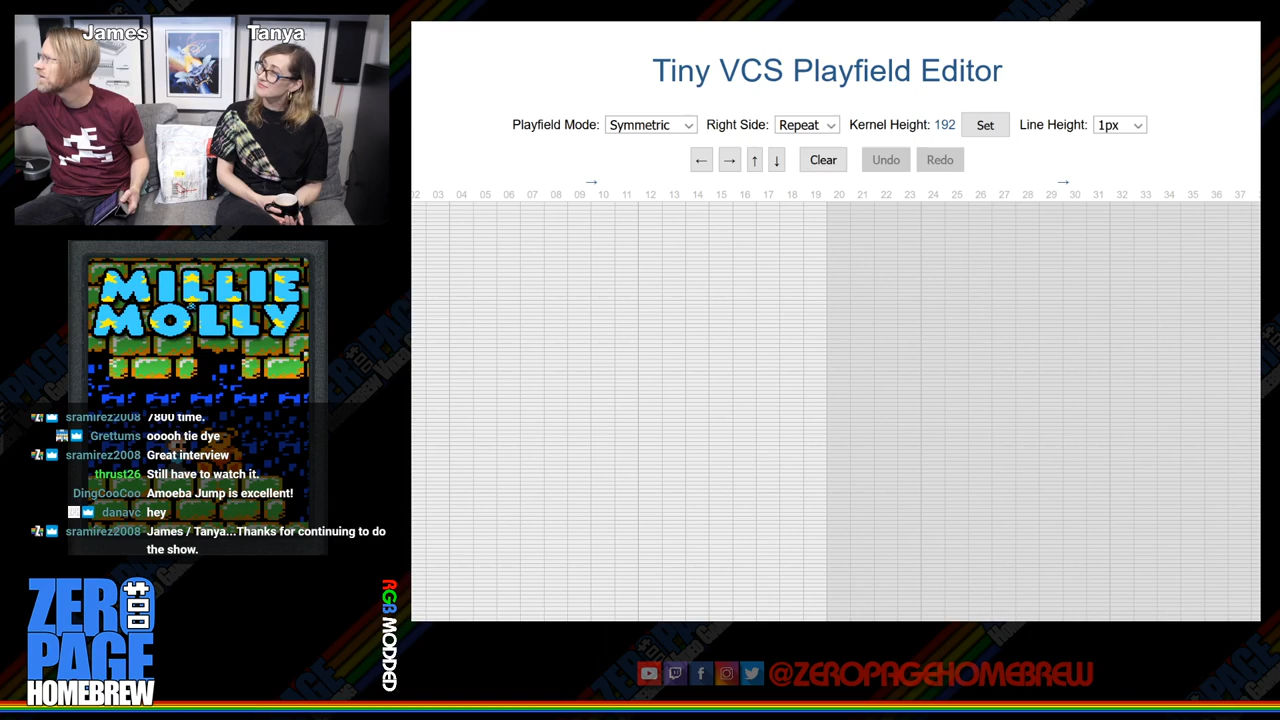 James
Tanya
MILLIE
MOLLY
sramirez2008 7800 time.
Grettums ooooh tie dye
sramirez2008 Great interview
thrust26 Still have to watch it.
DingCooCoo Amoeba Jump is excellent!
danavc hey
sramirez2008 James / Tanya...Thanks for continuing to do
the show.
ZERO
PAGE
HOMEBREW
RGB MODDED
Tiny VCS Playfield Editor
Playfield Mode: Symmetric Right Side: Repeat Kernel Height: 192 Set Line Height: 1px
← → ↑ ↓ Clear Undo Redo
→ →
02 03 04 05 06 07 08 09 10 11 12 13 14 15 16 17 18 19 20 21 22 23 24 25 26 27 28 29 30 31 32 33 34 35 36 37
@ZEROPAGEHOMEBREW